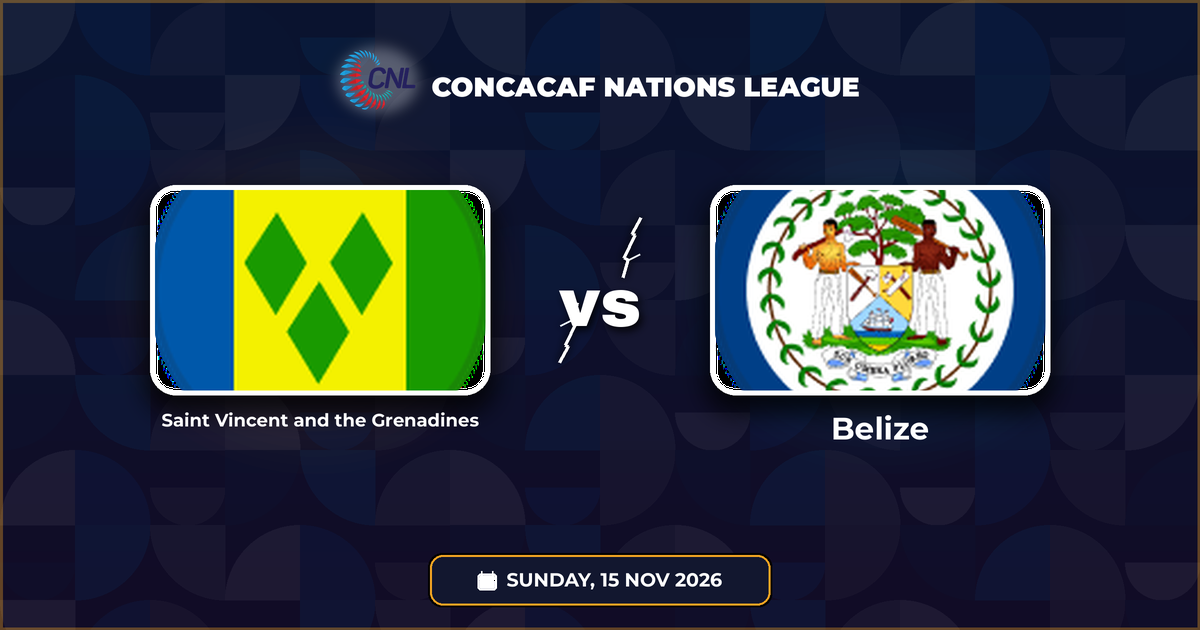 CNL
CONCACAF NATIONS LEAGUE
vs
Saint Vincent and the Grenadines
Belize
SUNDAY, 15 NOV 2026